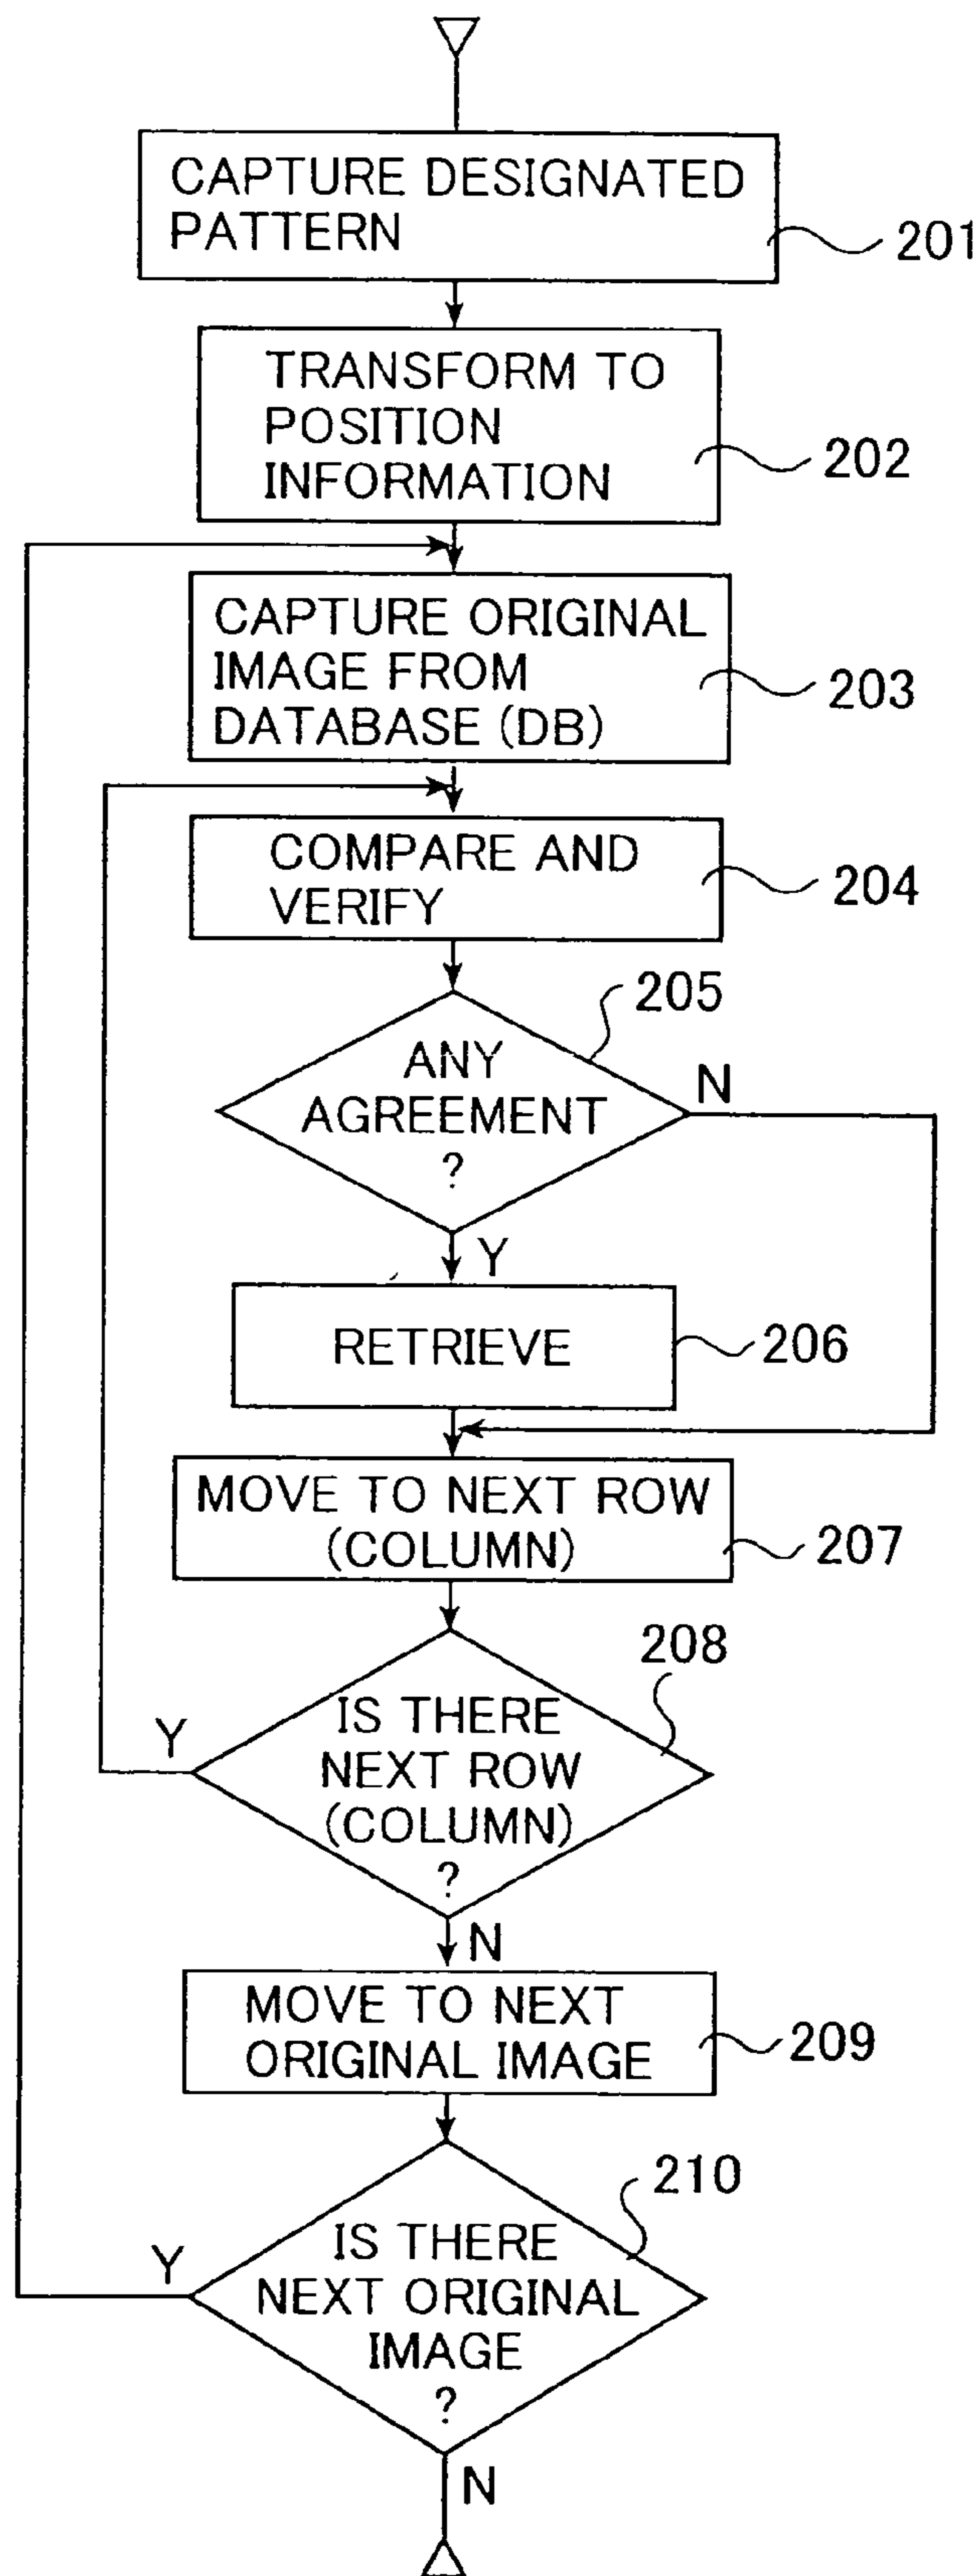 CAPTURE DESIGNATED
PATTERN
201
TRANSFORM TO
POSITION
INFORMATION
202
CAPTURE ORIGINAL
IMAGE FROM
DATABASE (DB)
203
COMPARE AND
VERIFY
204
205
ANY
AGREEMENT
?
N
Y
RETRIEVE
206
MOVE TO NEXT ROW
(COLUMN)
207
208
IS THERE
NEXT ROW
(COLUMN)
?
Y
N
MOVE TO NEXT
ORIGINAL IMAGE
209
210
IS THERE
NEXT ORIGINAL
IMAGE
?
Y
N